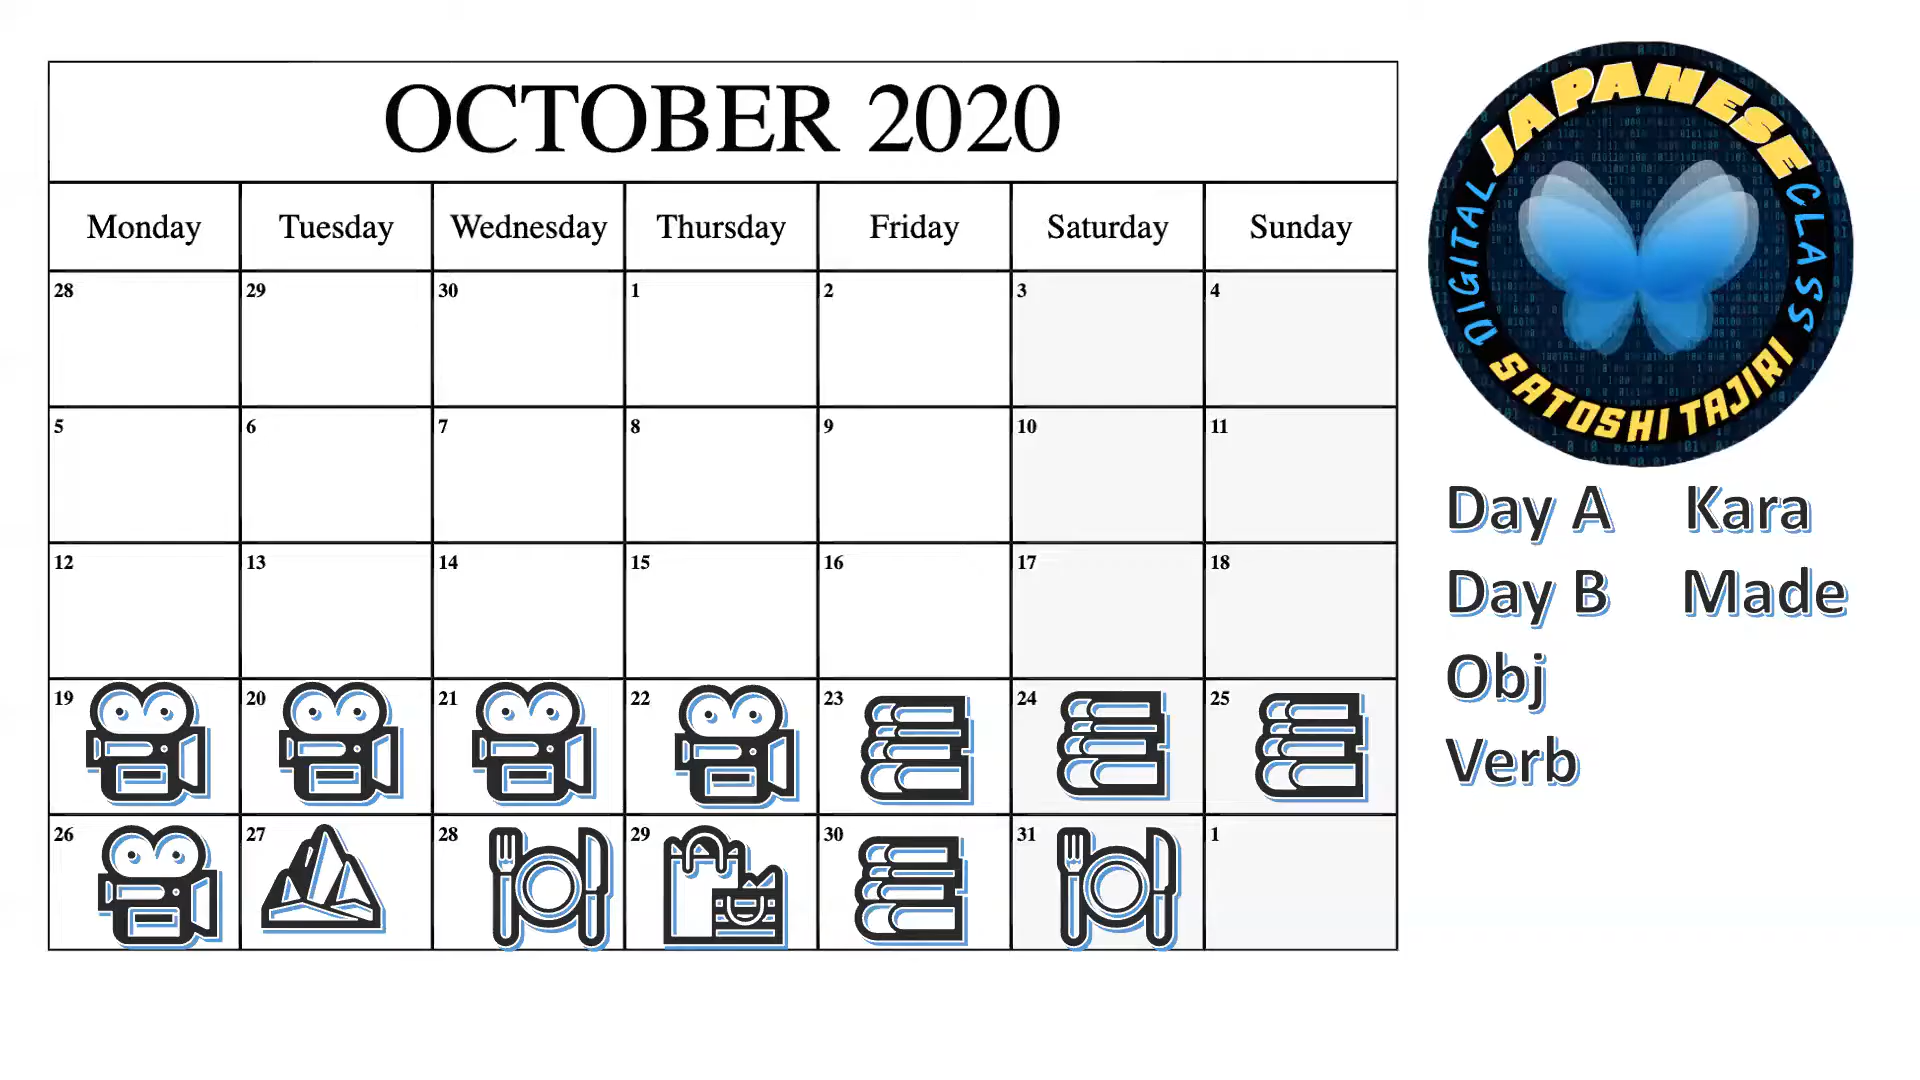 OCTOBER 2020
Monday Tuesday Wednesday Thursday Friday Saturday Sunday
28 29 30 1 2 3 4
5 6 7 8 9 10 11
12 13 14 15 16 17 18
19 20 21 22 23 24 25
26 27 28 29 30 31 1
DIGITAL JAPANESE CLASS
SATOSHI TAJIRI
Day A Kara
Day B Made
Obj
Verb